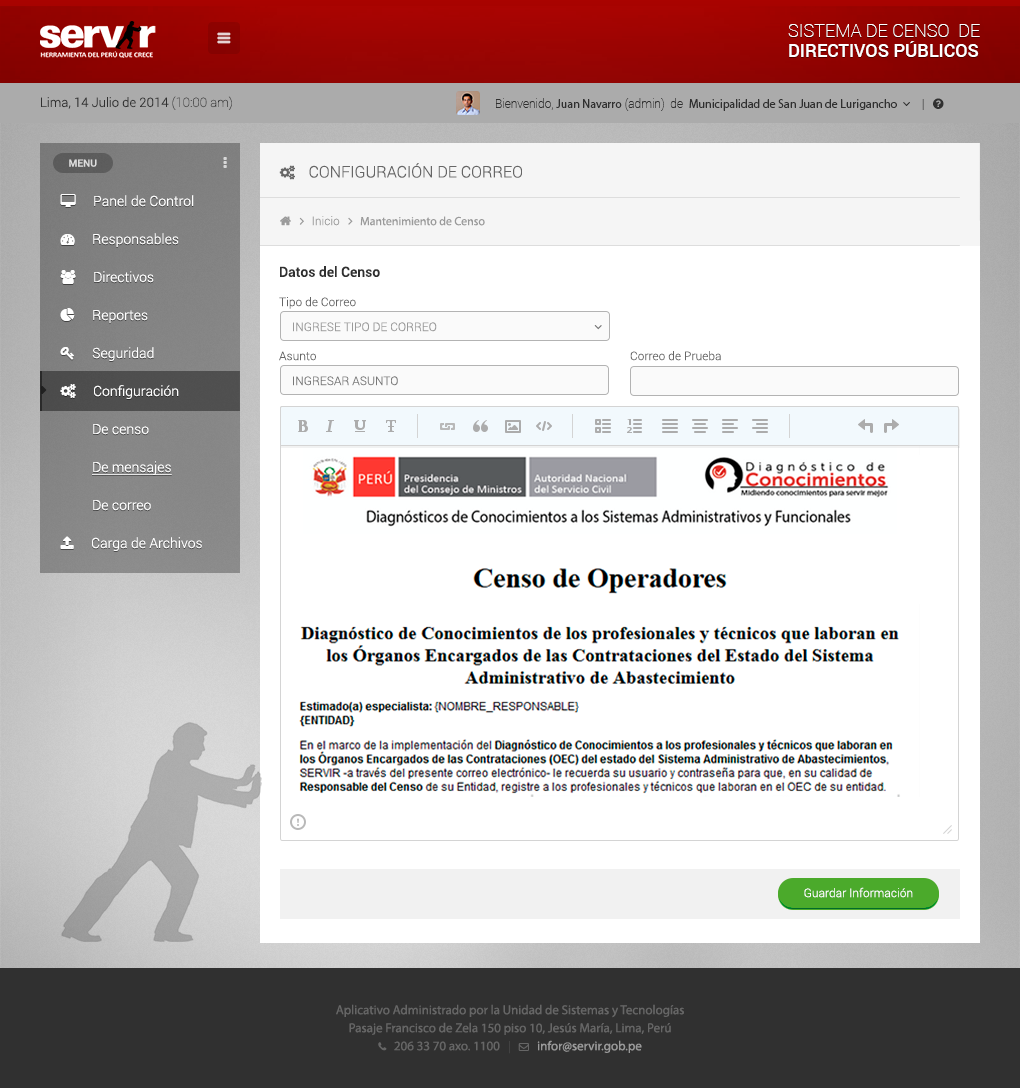 servir
HERRAMIENTA DEL PERÚ QUE CRECE
SISTEMA DE CENSO DE
DIRECTIVOS PÚBLICOS
Lima, 14 Julio de 2014 (10:00 am)
Bienvenido, Juan Navarro (admin) de Municipalidad de San Juan de Lurigancho
MENU
Panel de Control
Responsables
Directivos
Reportes
Seguridad
Configuración
De censo
De mensajes
De correo
Carga de Archivos
CONFIGURACIÓN DE CORREO
Inicio > Mantenimiento de Censo
Datos del Censo
Tipo de Correo
INGRESE TIPO DE CORREO
Asunto
Correo de Prueba
INGRESAR ASUNTO
PERÚ
Presidencia
del Consejo de Ministros
Autoridad Nacional
del Servicio Civil
Diagnóstico de
Conocimientos
Midiendo conocimientos para servir mejor
Diagnósticos de Conocimientos a los Sistemas Administrativos y Funcionales
Censo de Operadores
Diagnóstico de Conocimientos de los profesionales y técnicos que laboran en
los Órganos Encargados de las Contrataciones del Estado del Sistema
Administrativo de Abastecimiento
Estimado(a) especialista: {NOMBRE_RESPONSABLE}
{ENTIDAD}
En el marco de la implementación del Diagnóstico de Conocimientos a los profesionales y técnicos que laboran en
los Órganos Encargados de las Contrataciones (OEC) del estado del Sistema Administrativo de Abastecimientos,
SERVIR -a través del presente correo electrónico- le recuerda su usuario y contraseña para que, en su calidad de
Responsable del Censo de su Entidad, registre a los profesionales y técnicos que laboran en el OEC de su entidad.
Guardar Información
Aplicativo Administrado por la Unidad de Sistemas y Tecnologías
Pasaje Francisco de Zela 150 piso 10, Jesús María, Lima, Perú
206 33 70 axo. 1100 | infor@servir.gob.pe